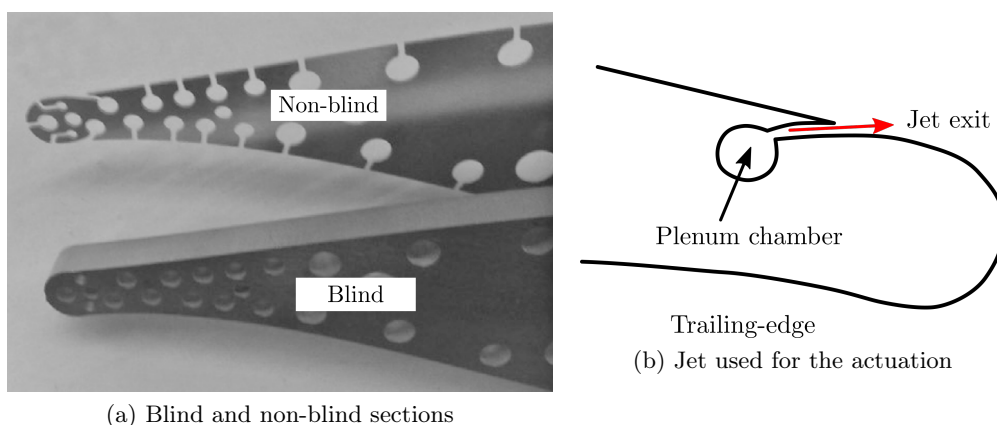 Non-blind
Blind
(a) Blind and non-blind sections
Jet exit
Plenum chamber
Trailing-edge
(b) Jet used for the actuation